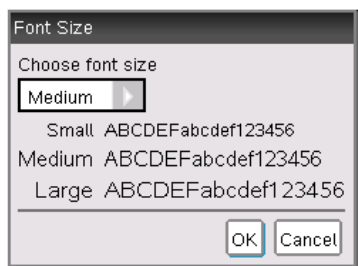 Font Size
Choose font size
Medium
Small ABCDEFabcdef123456
Medium ABCDEFabcdef123456
Large ABCDEFabcdef123456
OK Cancel